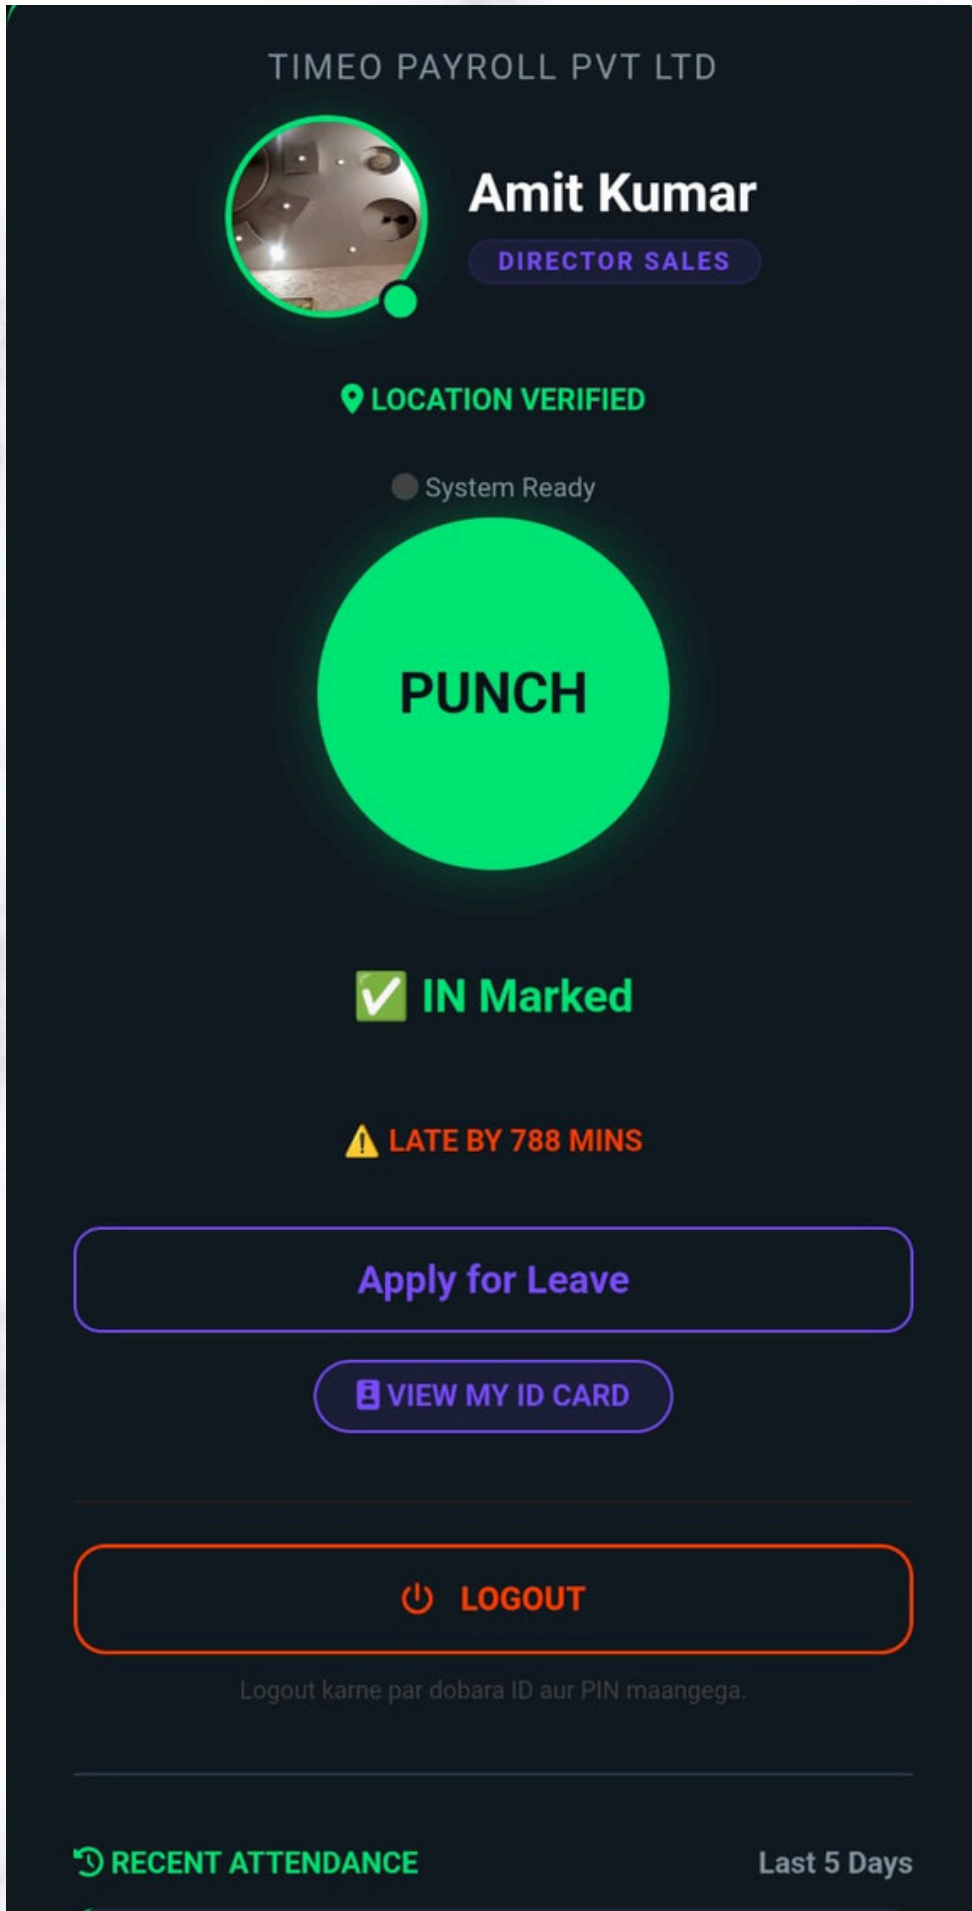 TIMEO PAYROLL PVT LTD
Amit Kumar
DIRECTOR SALES
LOCATION VERIFIED
System Ready
PUNCH
✅ IN Marked
⚠️ LATE BY 788 MINS
Apply for Leave
VIEW MY ID CARD
LOGOUT
Logout karne par dobara ID aur PIN maangega.
RECENT ATTENDANCE Last 5 Days